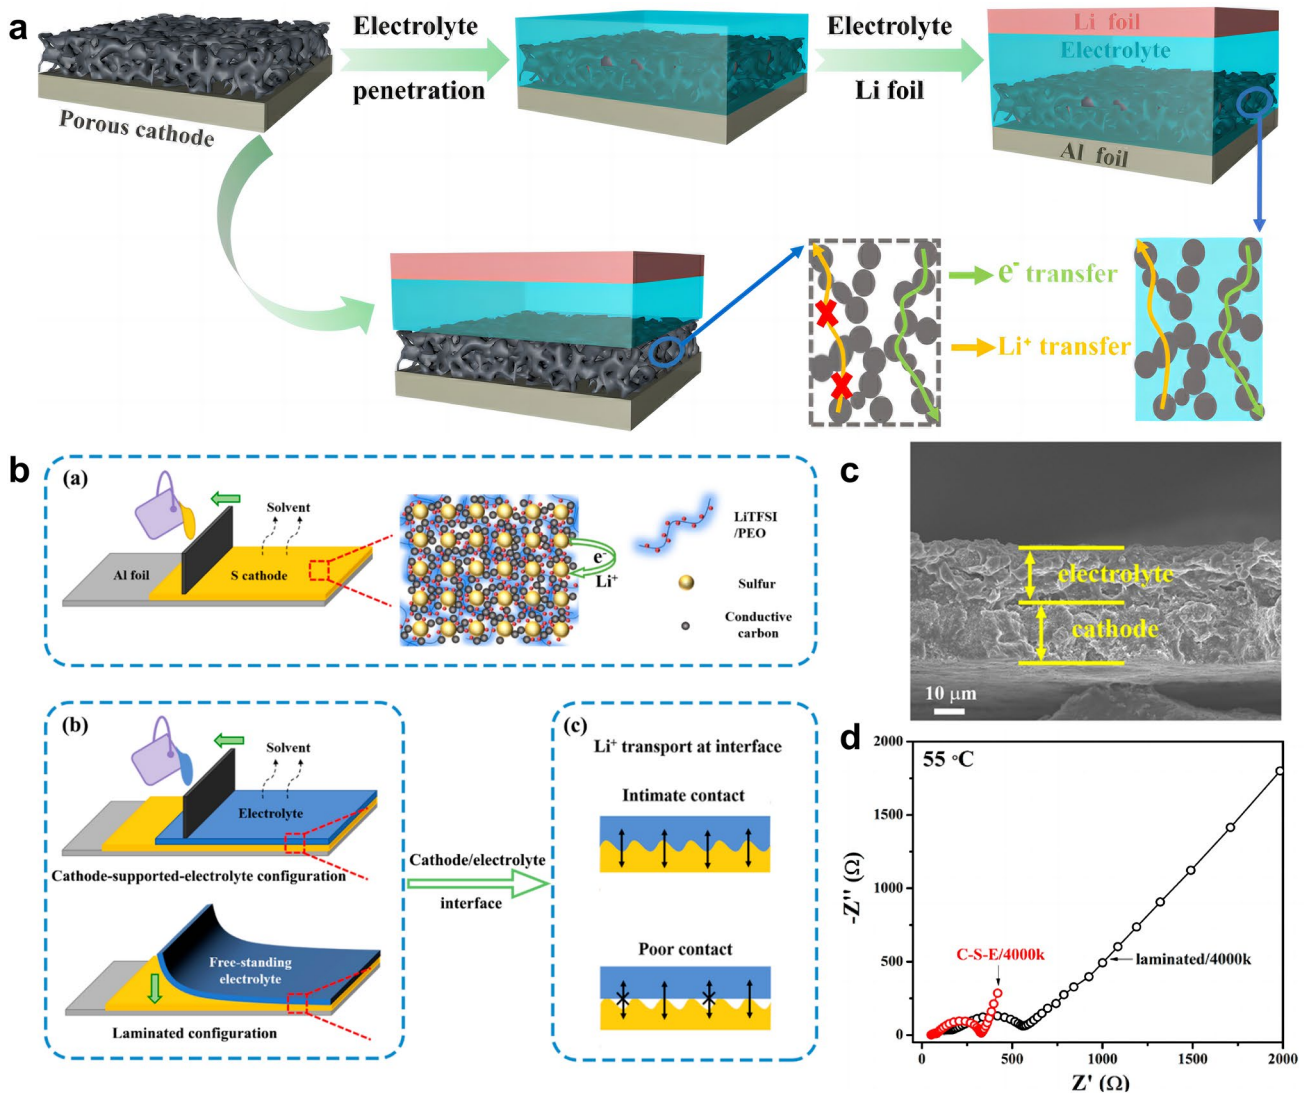 a
Electrolyte
penetration
Electrolyte
Li foil
Porous cathode
Li foil
Electrolyte
Al foil
e⁻ transfer
Li⁺ transfer
b
(a)
Solvent
Al foil
S cathode
e⁻
Li⁺
LiTFSI
/PEO
Sulfur
Conductive
carbon
(b)
Solvent
Electrolyte
Cathode-supported-electrolyte configuration
Free-standing
electrolyte
Laminated configuration
Cathode/electrolyte
interface
(c)
Li⁺ transport at interface
Intimate contact
Poor contact
c
electrolyte
cathode
10 μm
d
55 °C
2000
1500
1000
500
0
-Z'' (Ω)
C-S-E/4000k
laminated/4000k
0 500 1000 1500 2000
Z' (Ω)